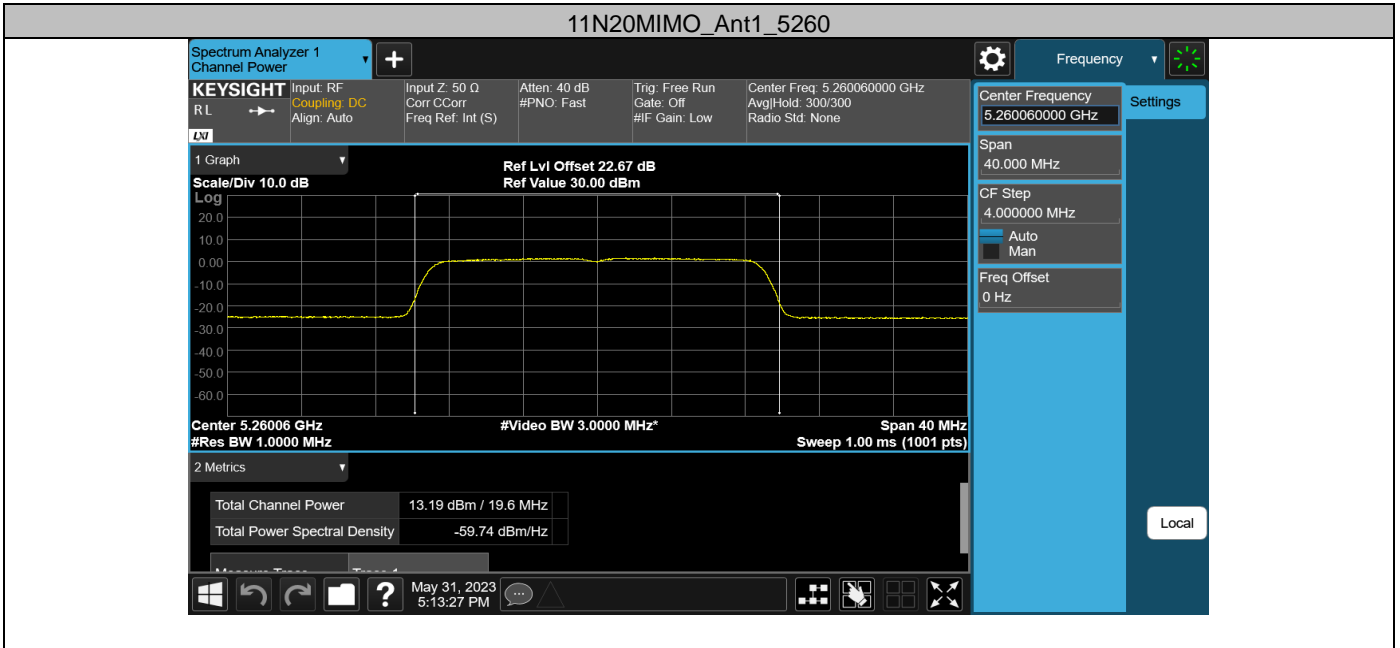 11N20MIMO_Ant1_5260
Spectrum Analyzer 1
Channel Power
+
Frequency
KEYSIGHT
R L
LXI
Input: RF
Coupling: DC
Align: Auto
Input Z: 50 Ω
Corr CCorr
Freq Ref: Int (S)
Atten: 40 dB
#PNO: Fast
Trig: Free Run
Gate: Off
#IF Gain: Low
Center Freq: 5.260060000 GHz
Avg|Hold: 300/300
Radio Std: None
Center Frequency
5.260060000 GHz
Settings
Span
40.000 MHz
CF Step
4.000000 MHz
Auto
Man
Freq Offset
0 Hz
Local
1 Graph
Ref Lvl Offset 22.67 dB
Scale/Div 10.0 dB
Ref Value 30.00 dBm
Log
20.0
10.0
0.00
-10.0
-20.0
-30.0
-40.0
-50.0
-60.0
Center 5.26006 GHz
#Video BW 3.0000 MHz*
Span 40 MHz
#Res BW 1.0000 MHz
Sweep 1.00 ms (1001 pts)
2 Metrics
Total Channel Power 13.19 dBm / 19.6 MHz
Total Power Spectral Density -59.74 dBm/Hz
Measure Trace Trace 1
?
May 31, 2023
5:13:27 PM